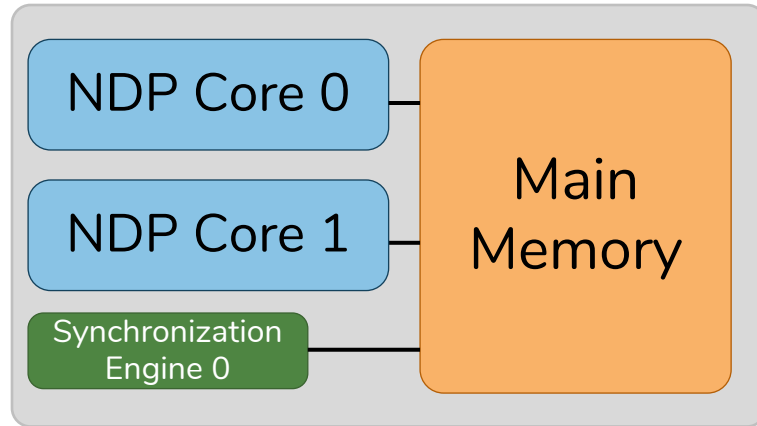 NDP Core 0
NDP Core 1
Synchronization
Engine 0
Main
Memory